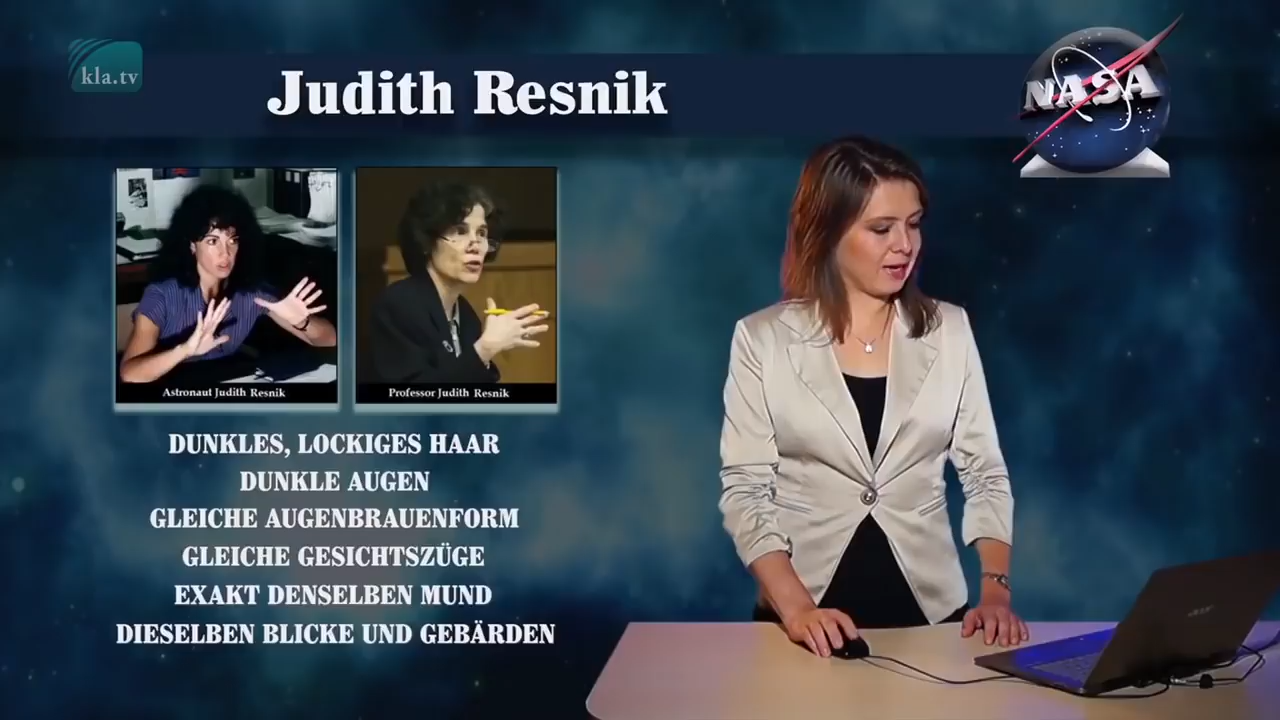 kla.tv
Judith Resnik
NASA
Astronaut Judith Resnik
Professor Judith Resnik
DUNKLES, LOCKIGES HAAR
DUNKLE AUGEN
GLEICHE AUGENBRAUENFORM
GLEICHE GESICHTSZÜGE
EXAKT DENSELBEN MUND
DIESELBEN BLICKE UND GEBÄRDEN